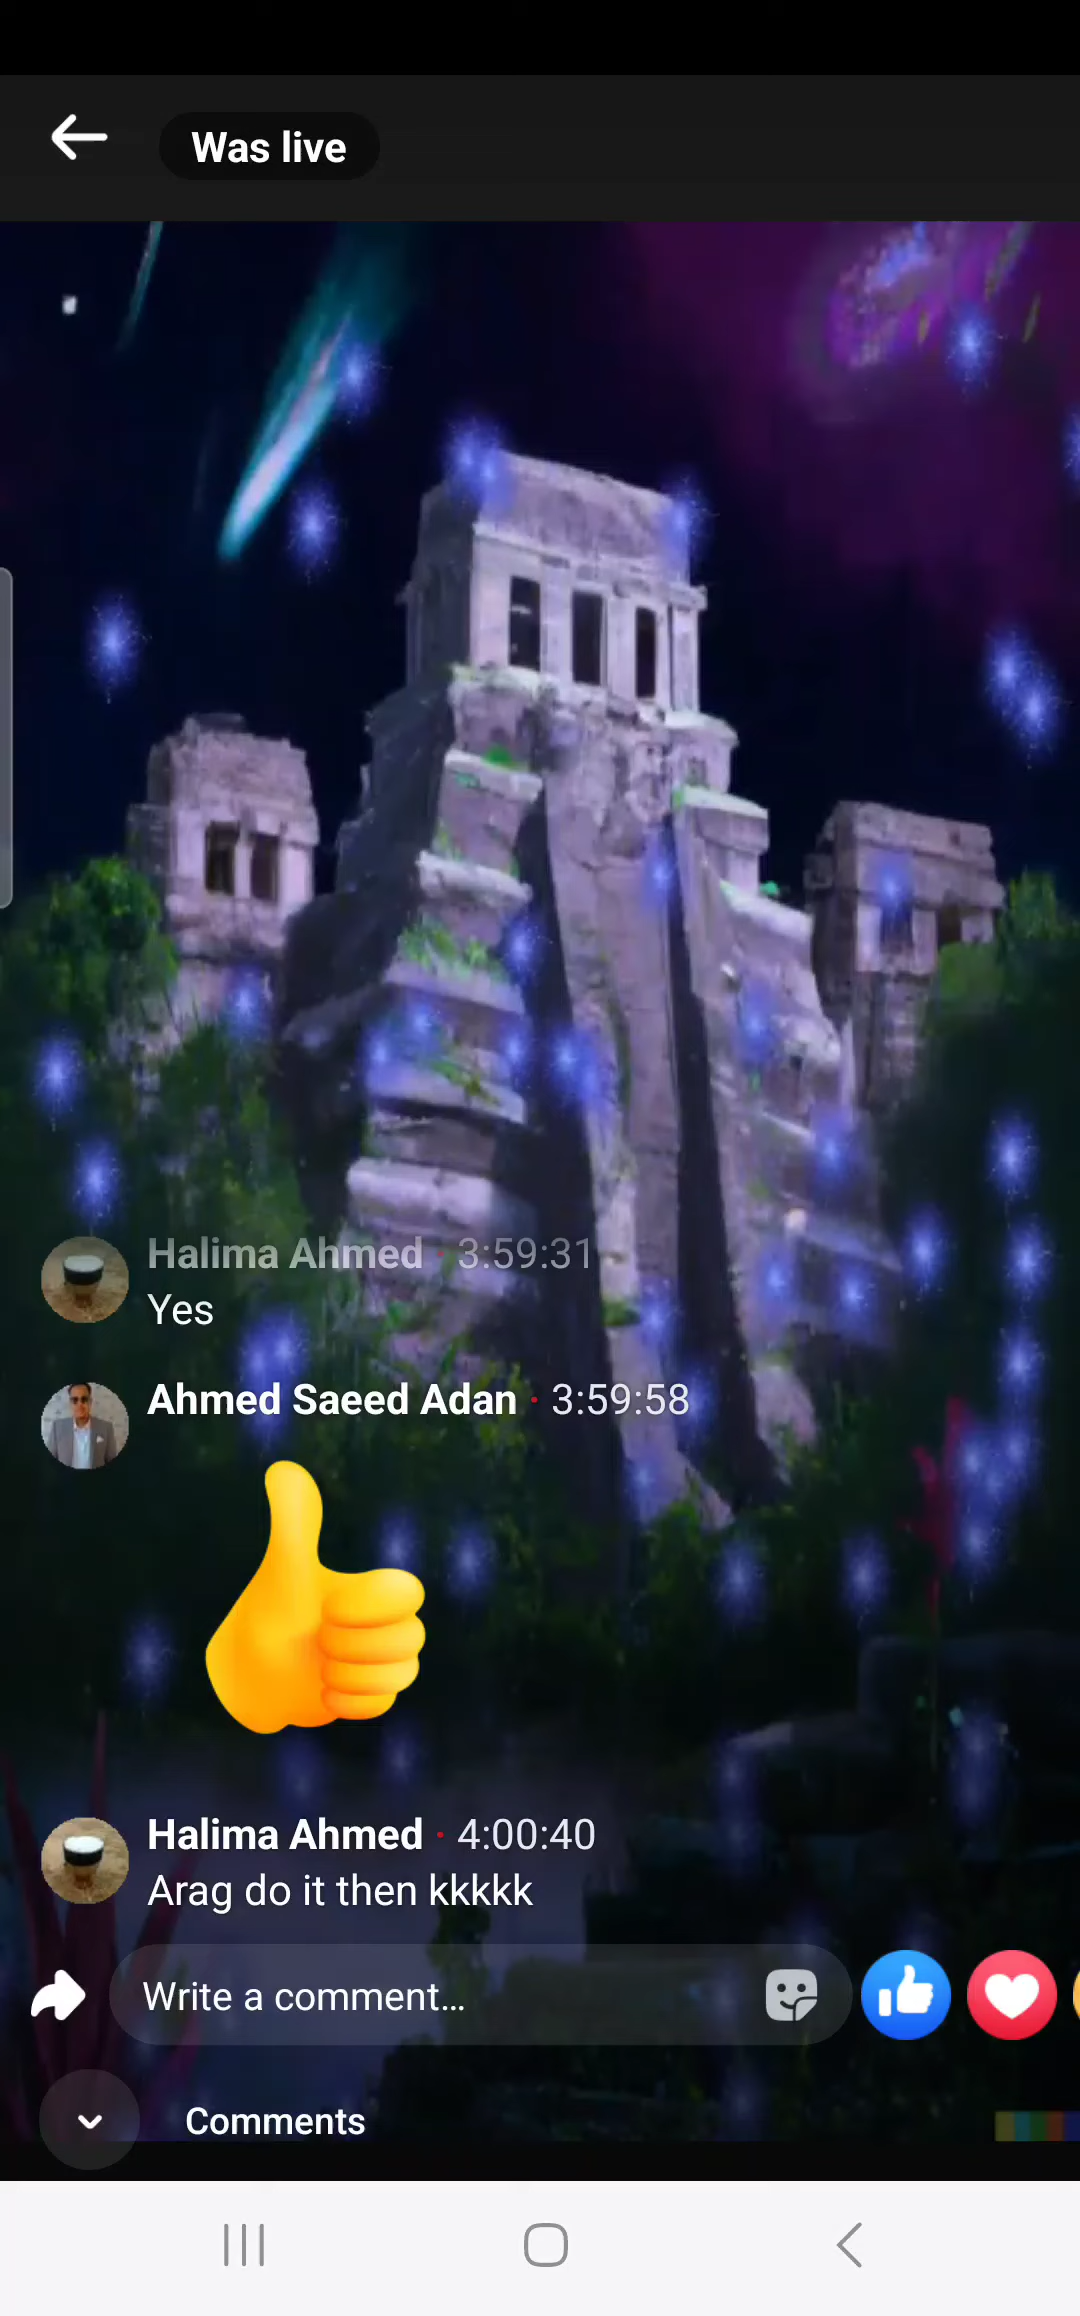 Was live
Halima Ahmed · 3:59:31
Yes
Ahmed Saeed Adan · 3:59:58
Halima Ahmed · 4:00:40
Arag do it then kkkkk
Write a comment...
Comments